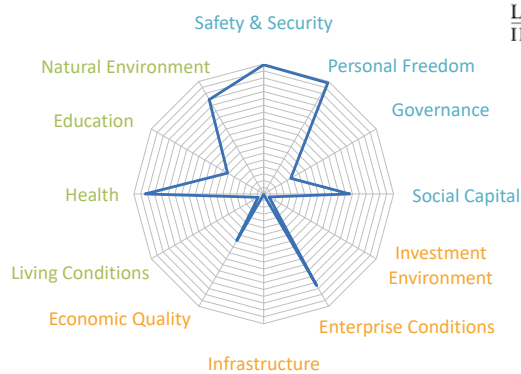 Safety & Security
Natural Environment
Personal Freedom
Education
Governance
Health
Social Capital
Investment
Environment
Living Conditions
Economic Quality
Enterprise Conditions
Infrastructure